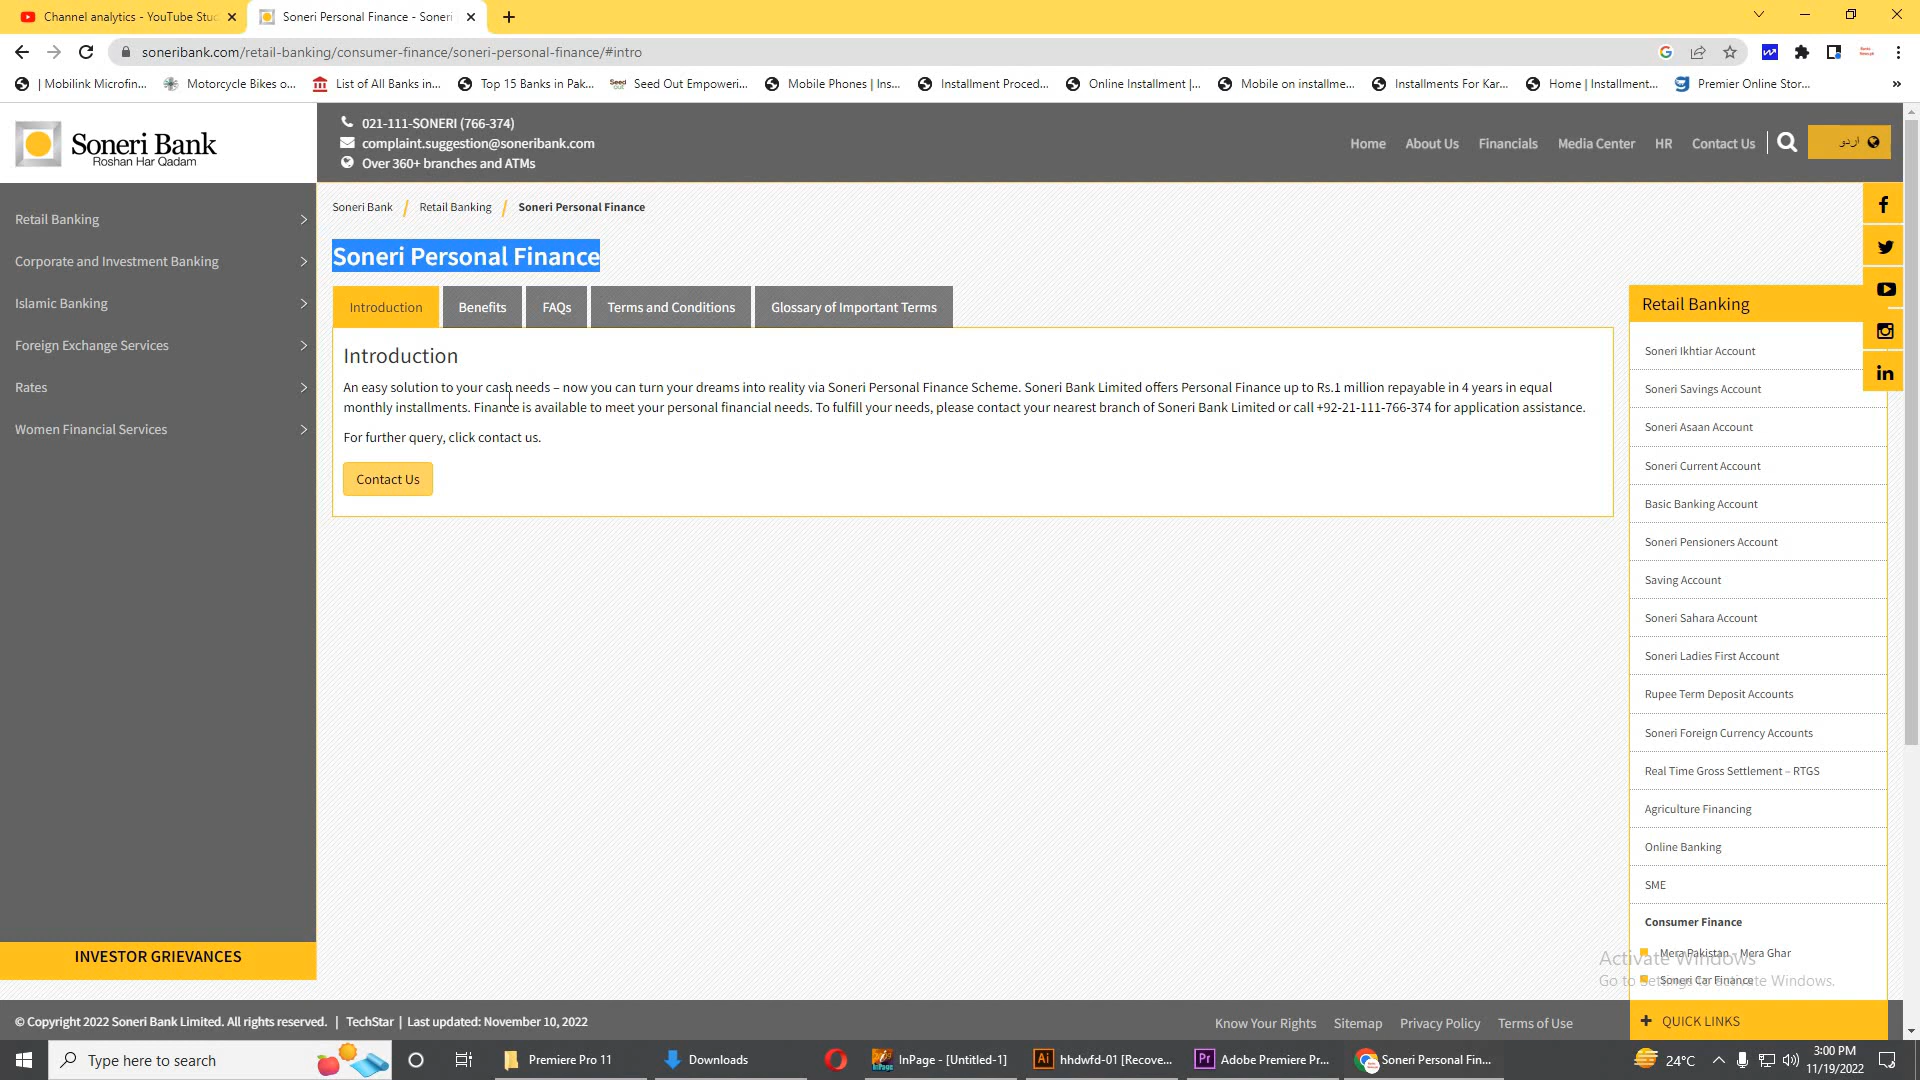 Channel analytics - YouTube Stu
Soneri Personal Finance - Soneri
soneribank.com/retail-banking/consumer-finance/soneri-personal-finance/#intro
| Mobilink Microfin...
Motorcycle Bikes o...
List of All Banks in...
Top 15 Banks in Pak...
Seed Out Empoweri...
Mobile Phones | Ins...
Installment Proced...
Online Installment |...
Mobile on installme...
Installments For Kar...
Home | Installment...
Premier Online Stor...
Soneri Bank
Roshan Har Qadam
021-111-SONERI (766-374)
complaint.suggestion@soneribank.com
Over 360+ branches and ATMs
Home
About Us
Financials
Media Center
HR
Contact Us
اردو
Retail Banking
Corporate and Investment Banking
Islamic Banking
Foreign Exchange Services
Rates
Women Financial Services
INVESTOR GRIEVANCES
Soneri Bank / Retail Banking / Soneri Personal Finance
Soneri Personal Finance
Introduction
Benefits
FAQs
Terms and Conditions
Glossary of Important Terms
Introduction
An easy solution to your cash needs – now you can turn your dreams into reality via Soneri Personal Finance Scheme. Soneri Bank Limited offers Personal Finance up to Rs.1 million repayable in 4 years in equal
monthly installments. Finance is available to meet your personal financial needs. To fulfill your needs, please contact your nearest branch of Soneri Bank Limited or call +92-21-111-766-374 for application assistance.
For further query, click contact us.
Contact Us
Retail Banking
Soneri Ikhtiar Account
Soneri Savings Account
Soneri Asaan Account
Soneri Current Account
Basic Banking Account
Soneri Pensioners Account
Saving Account
Soneri Sahara Account
Soneri Ladies First Account
Rupee Term Deposit Accounts
Soneri Foreign Currency Accounts
Real Time Gross Settlement – RTGS
Agriculture Financing
Online Banking
SME
Consumer Finance
Mera Pakistan - Mera Ghar
Soneri Car Finance
Activate Windows
Go to Settings to activate Windows.
QUICK LINKS
© Copyright 2022 Soneri Bank Limited. All rights reserved. | TechStar | Last updated: November 10, 2022
Know Your Rights
Sitemap
Privacy Policy
Terms of Use
Type here to search
Premiere Pro 11
Downloads
InPage - [Untitled-1]
hhdwfd-01 [Recove...
Adobe Premiere Pr...
Soneri Personal Fin...
24°C
3:00 PM
11/19/2022